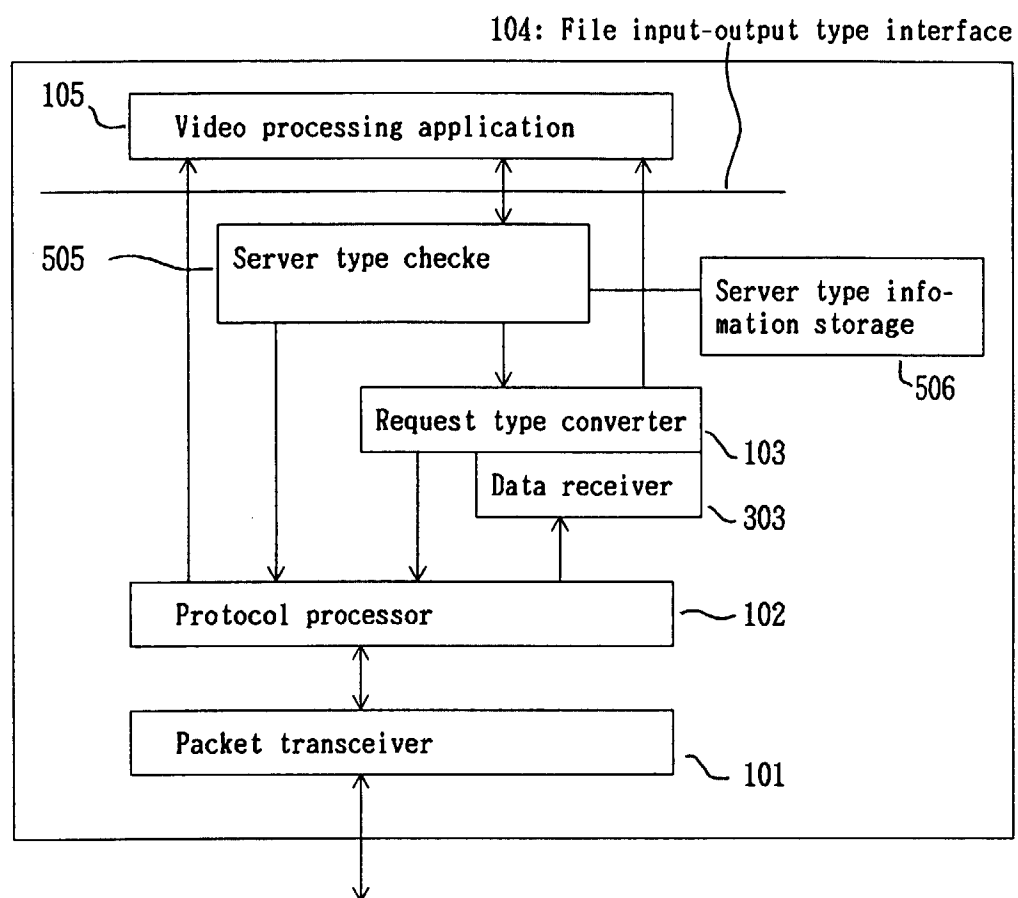 104: File input-output type interface
105
Video processing application
505
Server type checke
Server type info-
mation storage
506
Request type converter
103
Data receiver
303
Protocol processor
102
Packet transceiver
101